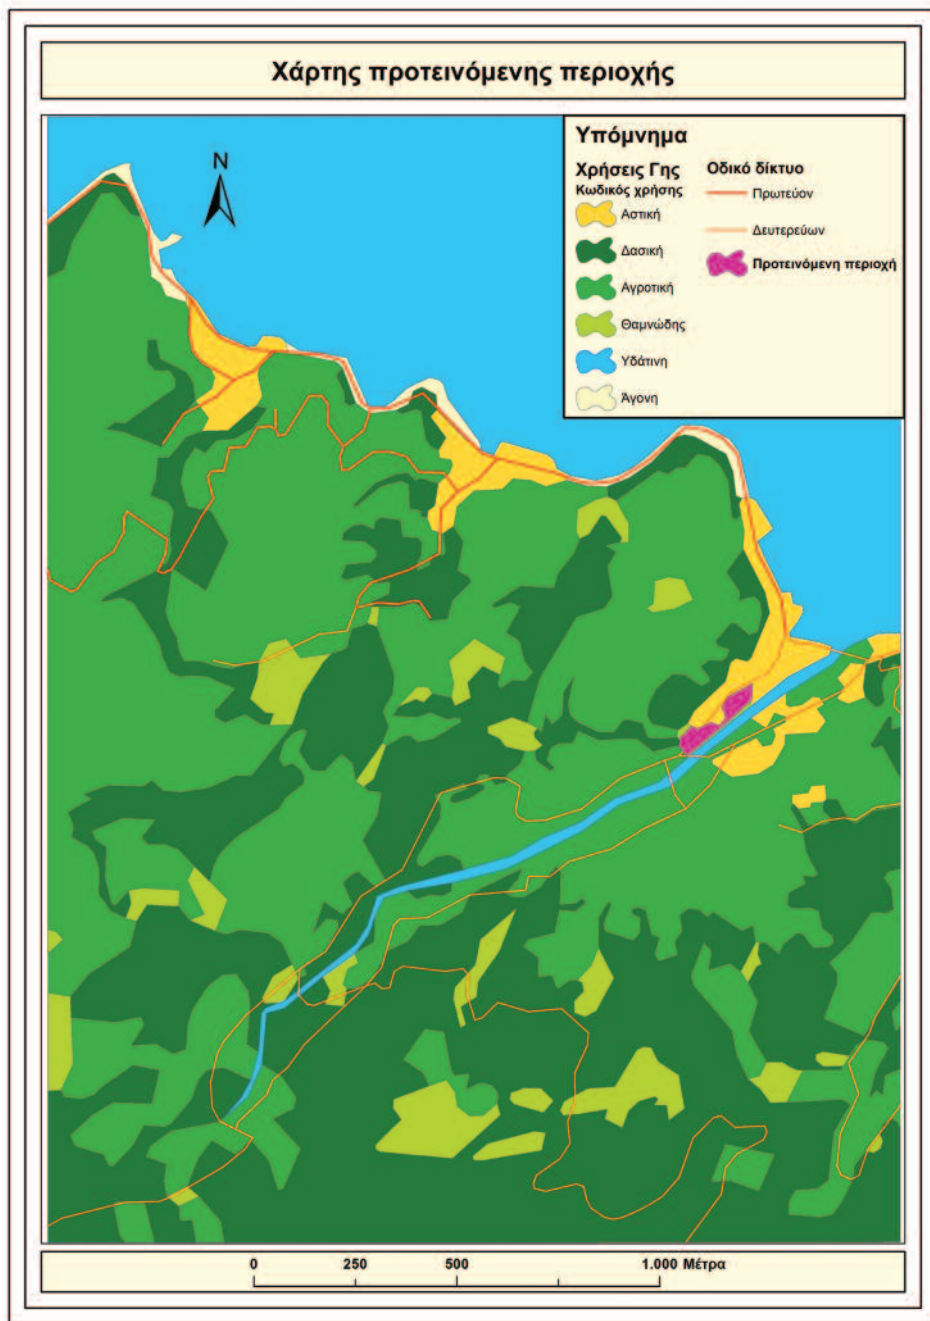 Χάρτης προτεινόμενης περιοχής
N
Υπόμνημα
Χρήσεις Γης
Κωδικός χρήσης
Αστική
Δασική
Αγροτική
Θαμνώδης
Υδάτινη
Άγονη
Οδικό δίκτυο
Πρωτεύον
Δευτερεύων
Προτεινόμενη περιοχή
0 250 500 1.000 Μέτρα